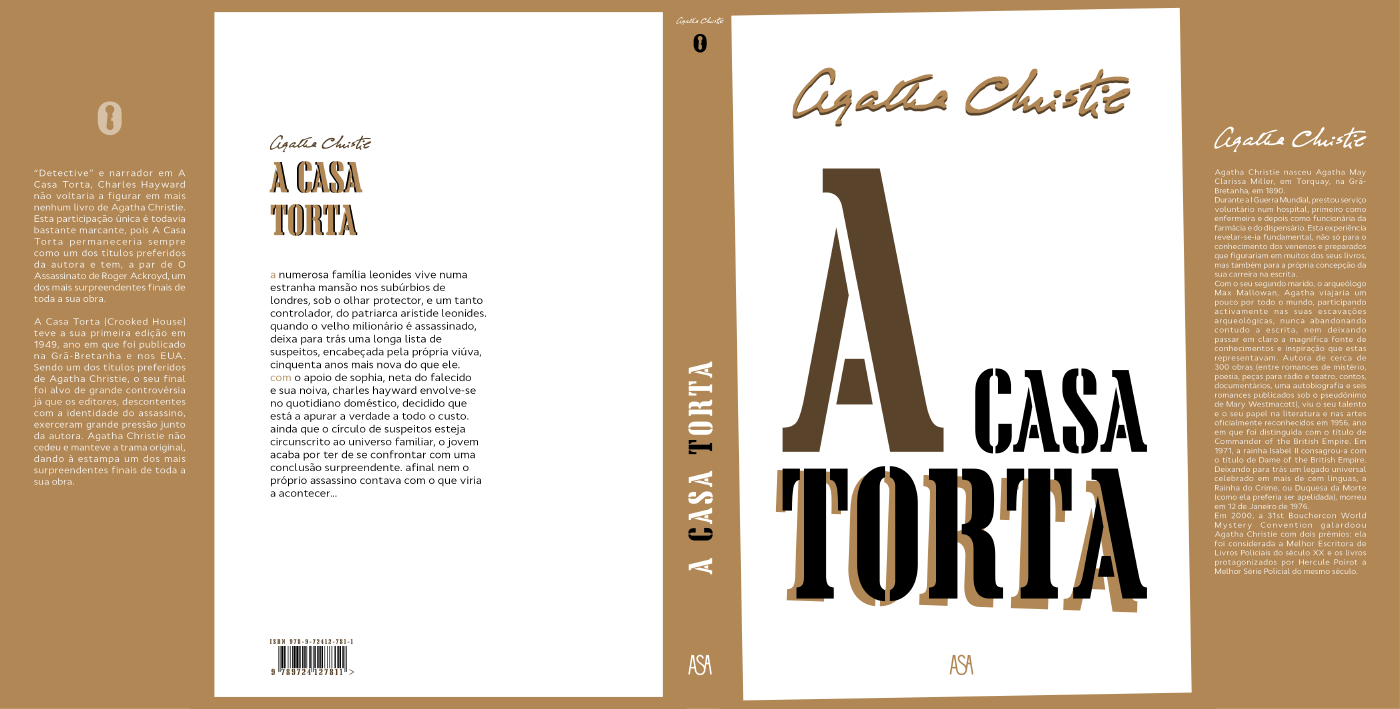 "Detective" e narrador em A
Casa Torta, Charles Hayward
não voltaria a figurar em mais
nenhum livro de Agatha Christie.
Esta participação única é todavia
bastante marcante, pois A Casa
Torta permaneceria sempre
como um dos titulos preferidos
da autora e tem, a par de O
Assassinato de Roger Ackroyd, um
dos mais surpreendentes finais de
toda a sua obra.
A Casa Torta (Crooked House)
teve a sua primeira edição em
1949, ano em que foi publicado
na Grã-Bretanha e nos EUA.
Sendo um dos titulos preferidos
de Agatha Christie, o seu final
foi alvo de grande controvérsia
já que os editores, descontentes
com a identidade do assassino,
exerceram grande pressão junto
da autora. Agatha Christie não
cedeu e manteve a trama original,
dando à estampa um dos mais
surpreendentes finais de toda a
sua obra.
Agatha Christie
A CASA
TORTA
a numerosa família leonides vive numa
estranha mansão nos subúrbios de
londres, sob o olhar protector, e um tanto
controlador, do patriarca aristide leonides.
quando o velho milionário é assassinado,
deixa para trás uma longa lista de
suspeitos, encabeçada pela própria viúva,
cinquenta anos mais nova do que ele.
com o apoio de sophia, neta do falecido
e sua noiva, charles hayward envolve-se
no quotidiano doméstico, decidido que
está a apurar a verdade a todo o custo.
ainda que o círculo de suspeitos esteja
circunscrito ao universo familiar, o jovem
acaba por ter de se confrontar com uma
conclusão surpreendente. afinal nem o
próprio assassino contava com o que viria
a acontecer...
ISBN 978-9-72412-781-1
9 789724 127811 >
Agatha Christie
A CASA TORTA
ASA
Agatha Christie
A CASA
TORTA
ASA
Agatha Christie
Agatha Christie nasceu Agatha May
Clarissa Miller, em Torquay, na Grã-
Bretanha, em 1890.
Durante a I Guerra Mundial, prestou serviço
voluntário num hospital, primeiro como
enfermeira e depois como funcionária da
farmácia e do dispensário. Esta experiência
revelar-se-ia fundamental, não só para o
conhecimento dos venenos e preparados
que figurariam em muitos dos seus livros,
mas também para a própria concepção da
sua carreira na escrita.
Com o seu segundo marido, o arqueólogo
Max Mallowan, Agatha viajaria um
pouco por todo o mundo, participando
activamente nas suas escavações
arqueológicas, nunca abandonando
contudo a escrita, nem deixando
passar em claro a magnífica fonte de
conhecimentos e inspiração que estas
representavam. Autora de cerca de
300 obras (entre romances de mistério,
poesia, peças para rádio e teatro, contos,
documentários, uma autobiografia e seis
romances publicados sob o pseudónimo
de Mary Westmacott), viu o seu talento
e o seu papel na literatura e nas artes
oficialmente reconhecidos em 1956, ano
em que foi distinguida com o título de
Commander of the British Empire. Em
1971, a rainha Isabel II consagrou-a com
o título de Dame of the British Empire.
Deixando para trás um legado universal
celebrado em mais de cem línguas, a
Rainha do Crime, ou Duquesa da Morte
(como ela preferia ser apelidada), morreu
em 12 de Janeiro de 1976.
Em 2000, a 31st Bouchercon World
Mystery Convention galardoou
Agatha Christie com dois prémios: ela
foi considerada a Melhor Escritora de
Livros Policiais do século XX e os livros
protagonizados por Hercule Poirot a
Melhor Série Policial do mesmo século.